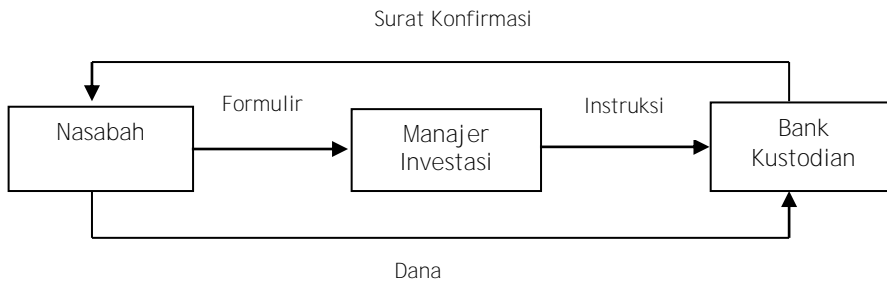 Surat Konfirmasi
Formulir
Instruksi
Nasabah
Manajer
Investasi
Bank
Kustodian
Dana